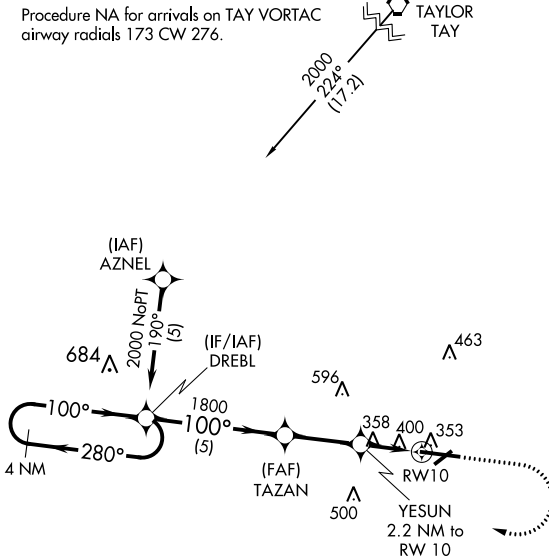 Procedure NA for arrivals on TAY VORTAC
airway radials 173 CW 276.
TAYLOR
TAY
2000
224°
(17.2)
(IAF)
AZNEL
2000 NoPT
190°
(5)
(IF/IAF)
DREBL
684
463
596
1800
100°
100°
(5)
358
400
353
280°
4 NM
(FAF)
TAZAN
RW10
500
YESUN
2.2 NM to
RW 10